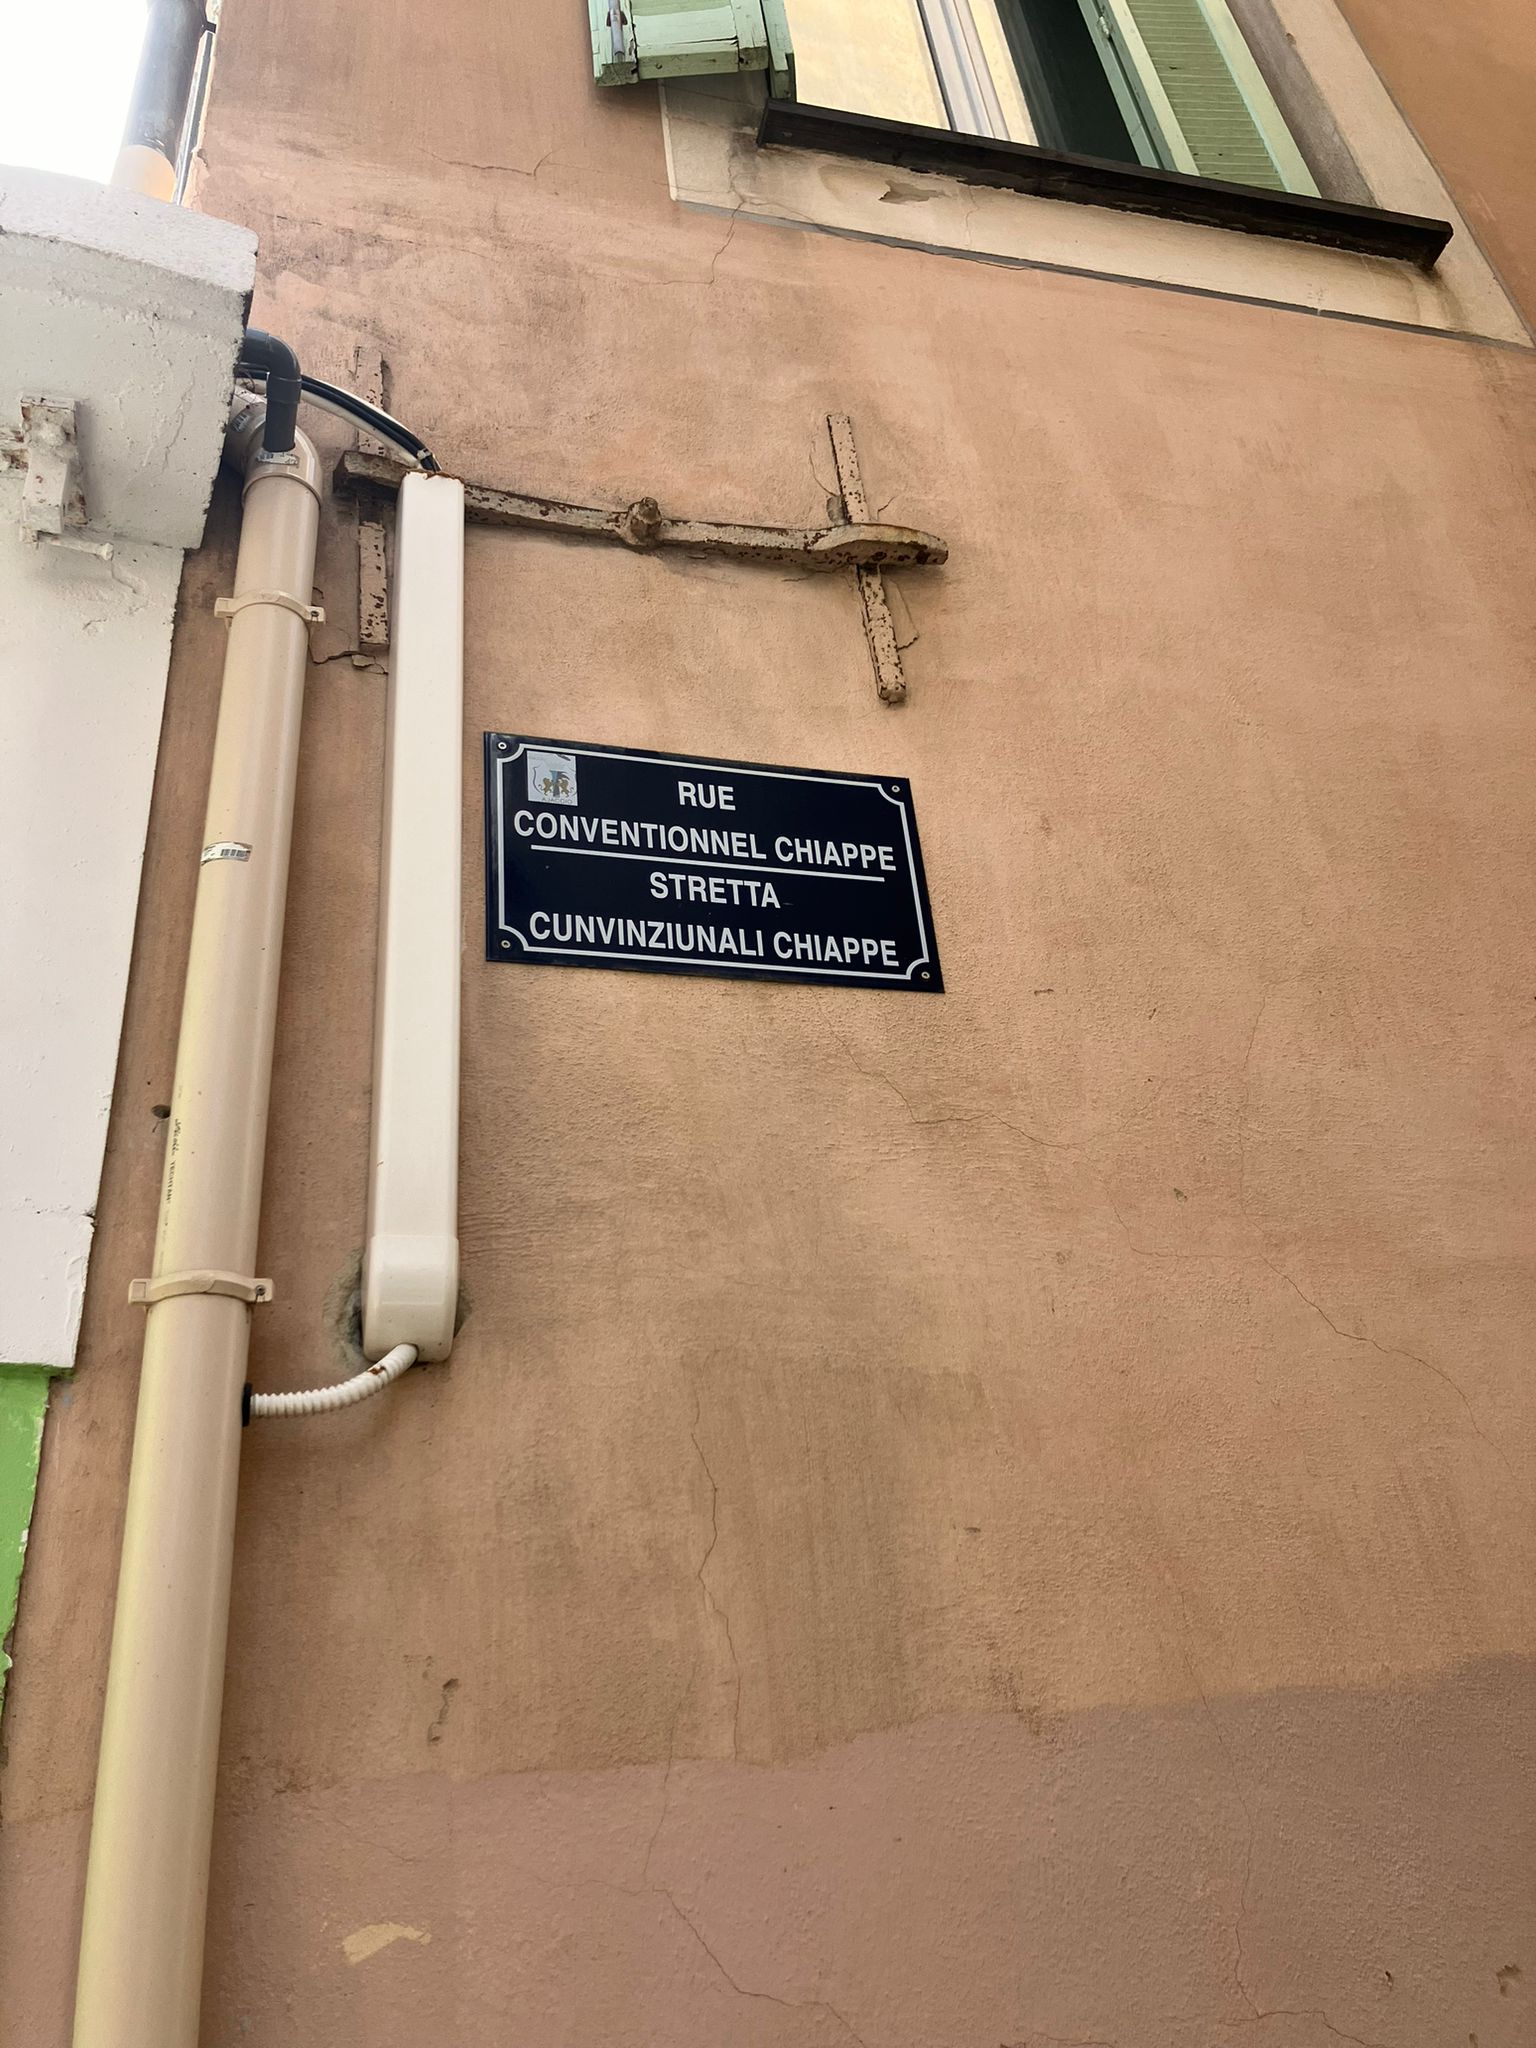 AJACCIO
RUE
CONVENTIONNEL CHIAPPE
STRETTA
CUNVINZIUNALI CHIAPPE